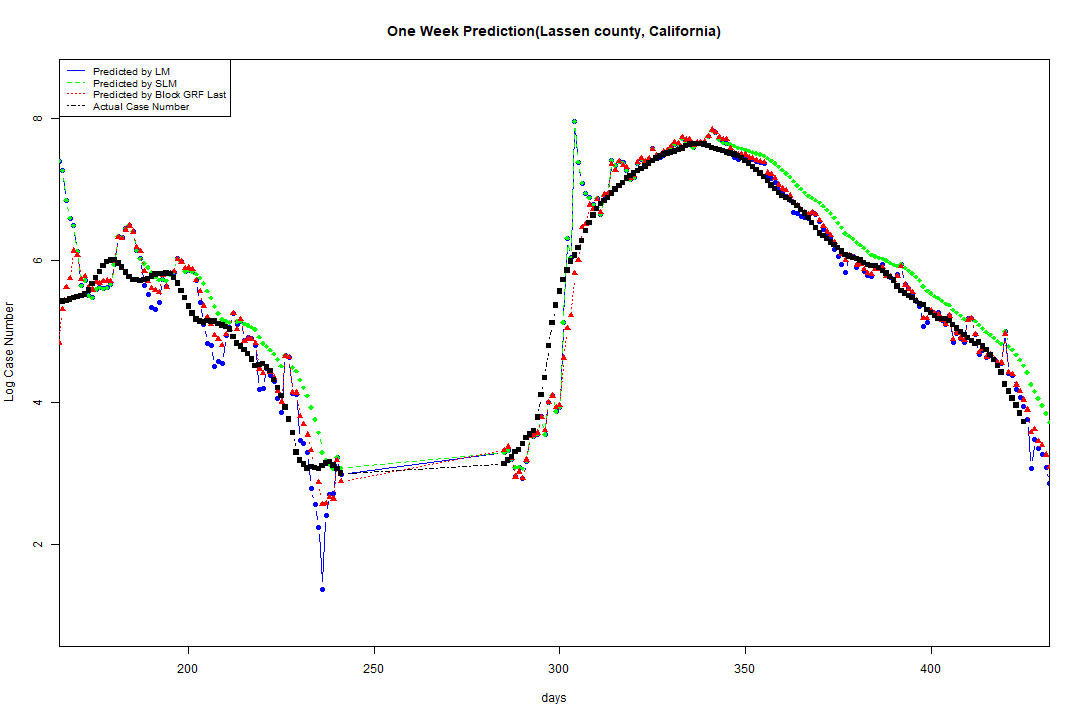 One Week Prediction(Lassen county, California)
Predicted by LM
Predicted by SLM
Predicted by Block GRF Last
Actual Case Number
8
6
4
2
Log Case Number
200 250 300 350 400
days